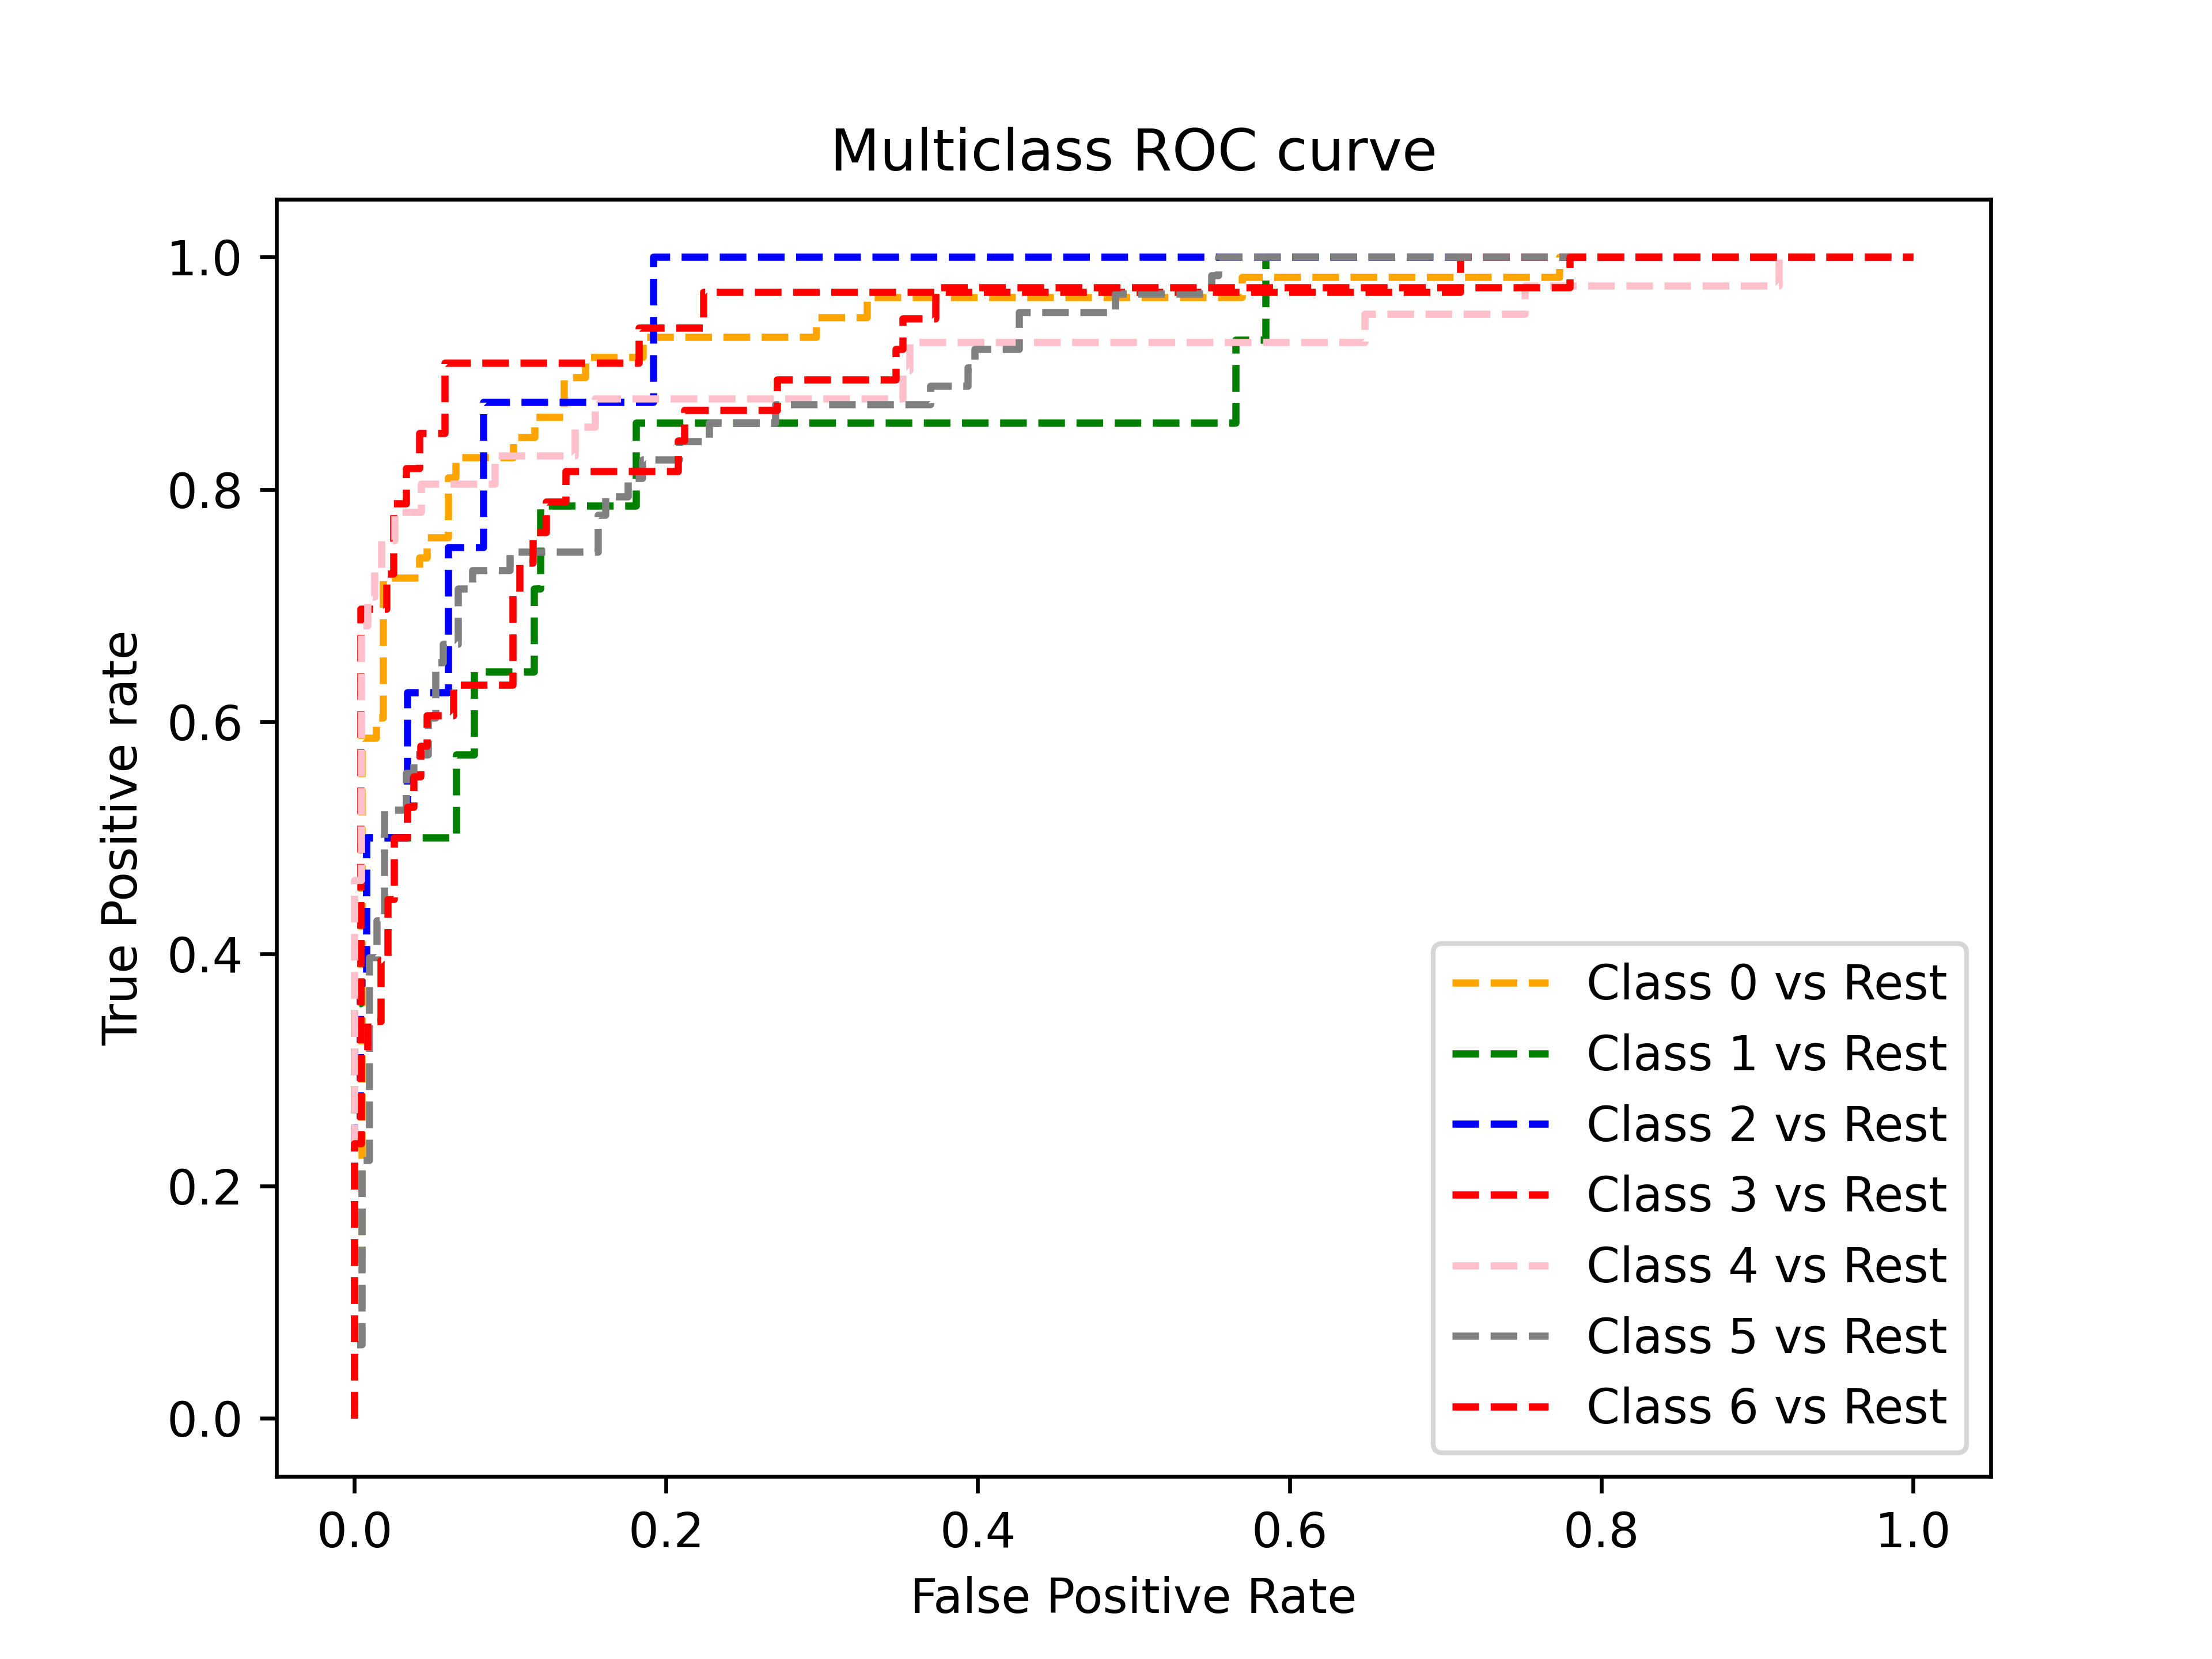 Multiclass ROC curve
1.0
0.8
0.6
0.4
0.2
0.0
True Positive rate
Class 0 vs Rest
Class 1 vs Rest
Class 2 vs Rest
Class 3 vs Rest
Class 4 vs Rest
Class 5 vs Rest
Class 6 vs Rest
0.0 0.2 0.4 0.6 0.8 1.0
False Positive Rate